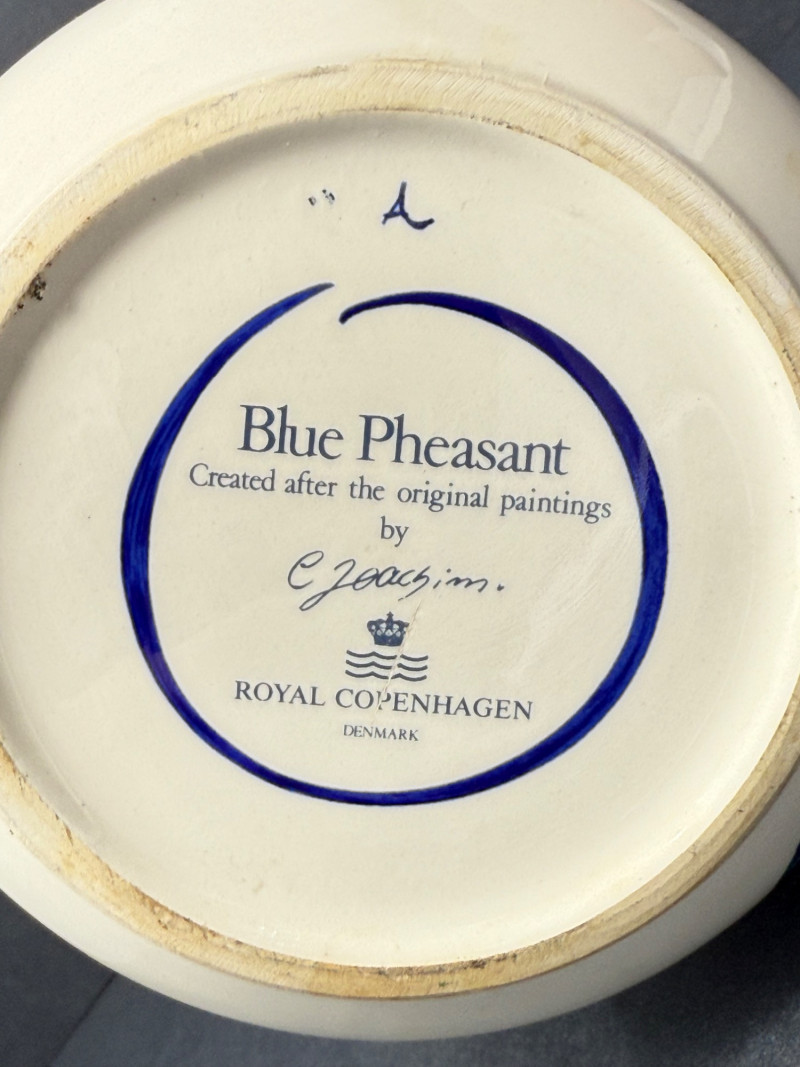 A
Blue Pheasant
Created after the original paintings
by
C Joachim.
ROYAL COPENHAGEN
DENMARK